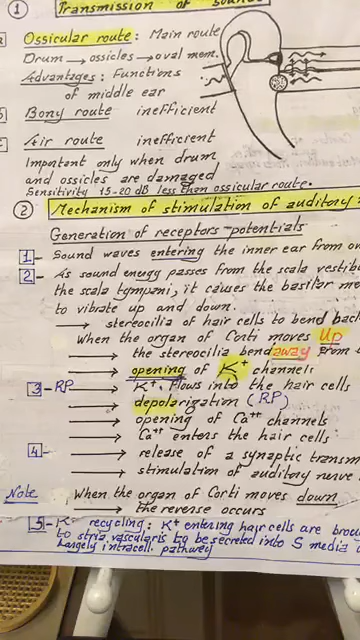 1 Transmission of sound
Ossicular route: Main route
Drum → ossicles → oval mem.
Advantages: Functions
of middle ear
Bony route inefficient
Air route inefficient
Important only when drum
and ossicles are damaged
Sensitivity 15-20 dB less than ossicular route.
2 Mechanism of stimulation of auditory
Generation of receptors potentials
1- Sound waves entering the inner ear from
2- As sound energy passes from the scala
the scala tympani, it causes the basilar
to vibrate up and down.
→ stereocilia of hair cells to bend
When the organ of Corti moves Up
→ the stereocilia bend away from
→ opening of K+ channels
3-RP → K+ flows into the hair cells
→ depolarization (RP)
→ opening of Ca++ channels
→ Ca++ enters the hair cells
4 → release of a synaptic
→ stimulation of auditory nerve
Note When the organ of Corti moves down
→ the reverse occurs
5- K+ recycling: K+ entering hair cells are
to stria vascularis to be secreted into S media
Largely intracell. pathway